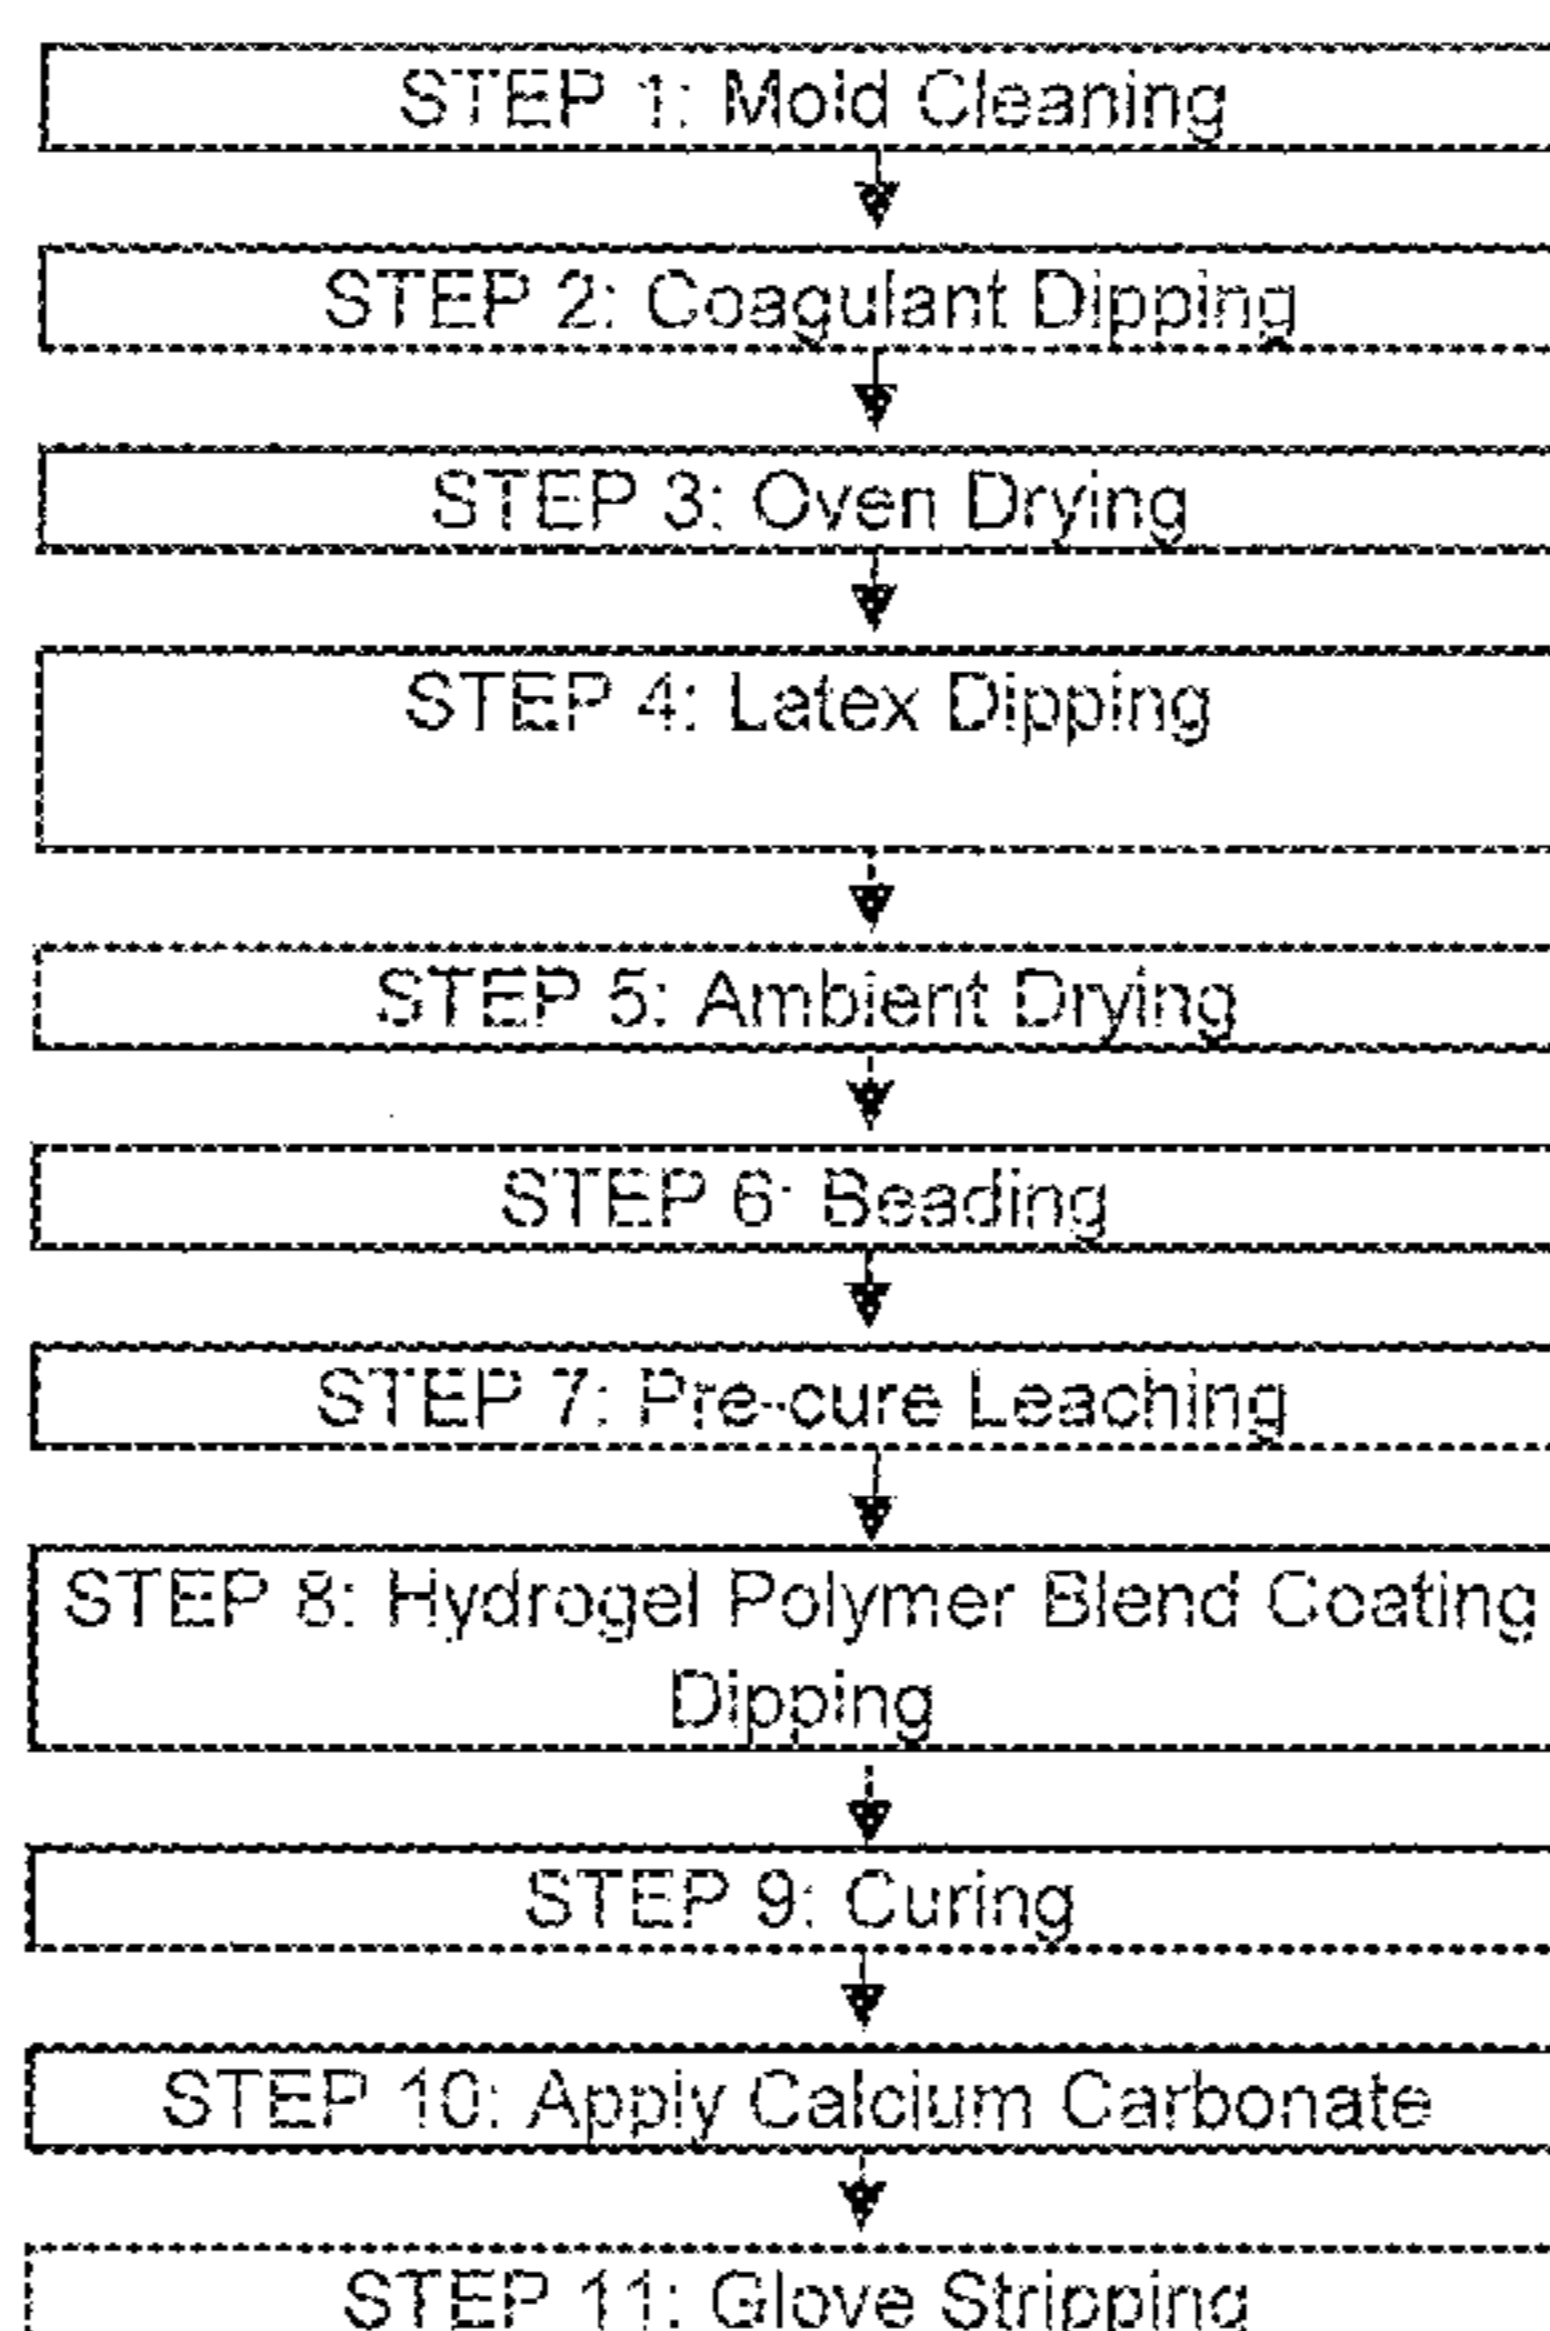 STEP 1: Mold Cleaning
STEP 2: Coagulant Dipping
STEP 3: Oven Drying
STEP 4: Latex Dipping
STEP 5: Ambient Drying
STEP 6: Beading
STEP 7: Pre-cure Leaching
STEP 8: Hydrogel Polymer Blend Coating
Dipping
STEP 9: Curing
STEP 10: Apply Calcium Carbonate
STEP 11: Glove Stripping